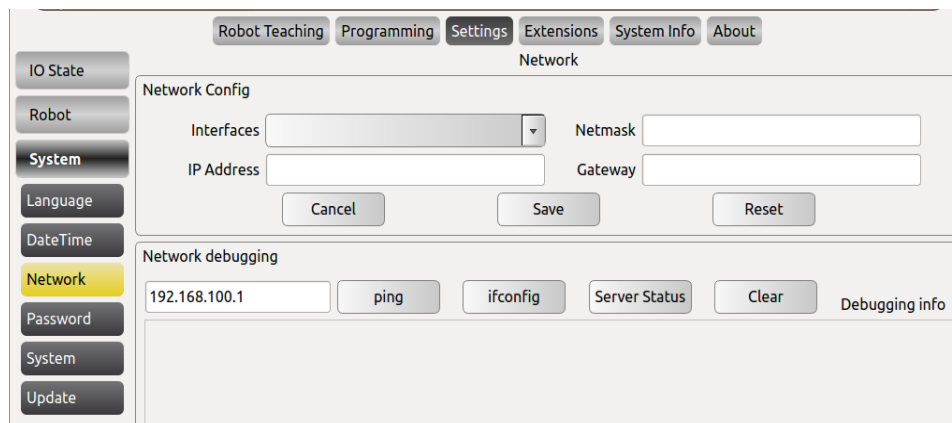 Robot Teaching Programming Settings Extensions System Info About
Network
IO State
Robot
System
Language
DateTime
Network
Password
System
Update
Network Config
Interfaces Netmask
IP Address Gateway
Cancel Save Reset
Network debugging
192.168.100.1 ping ifconfig Server Status Clear Debugging info